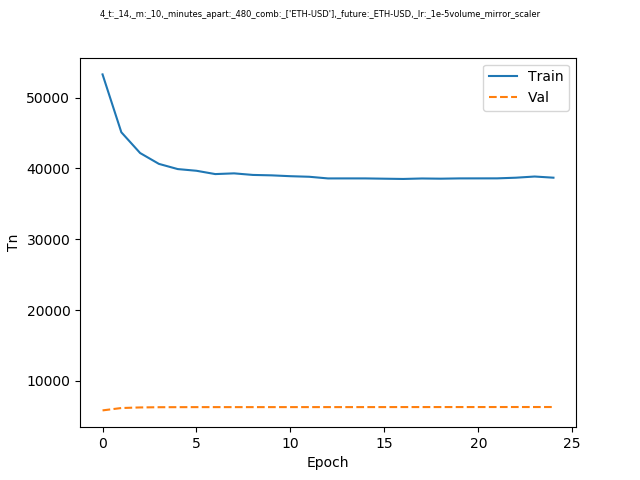 4_t:_14,_m:_10,_minutes_apart:_480_comb:_['ETH-USD'],_future:_ETH-USD,_lr:_1e-5volume_mirror_scaler
Train
Val
50000
40000
30000
20000
10000
Tn
0 5 10 15 20 25
Epoch